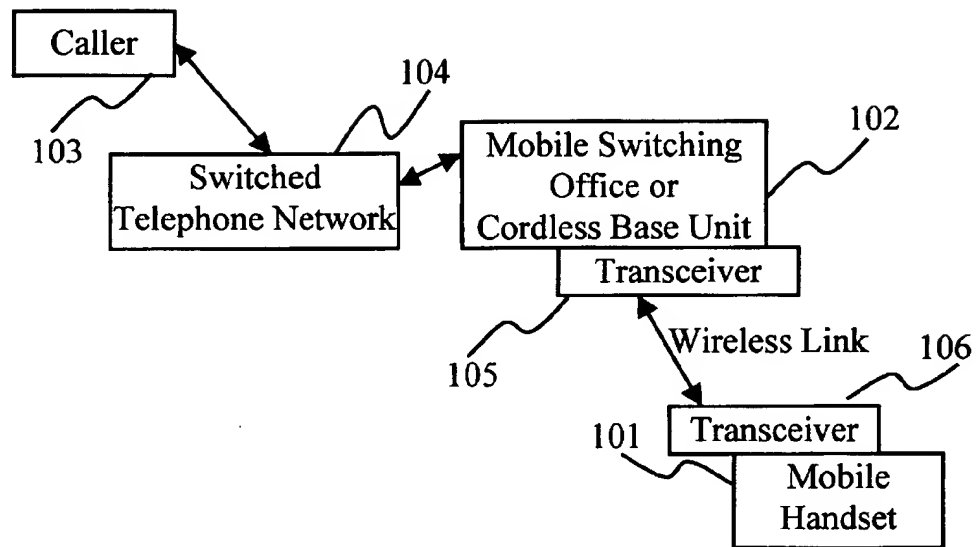 Caller
103
104
Switched
Telephone Network
Mobile Switching
Office or
Cordless Base Unit
102
Transceiver
105
Wireless Link
106
Transceiver
101
Mobile
Handset